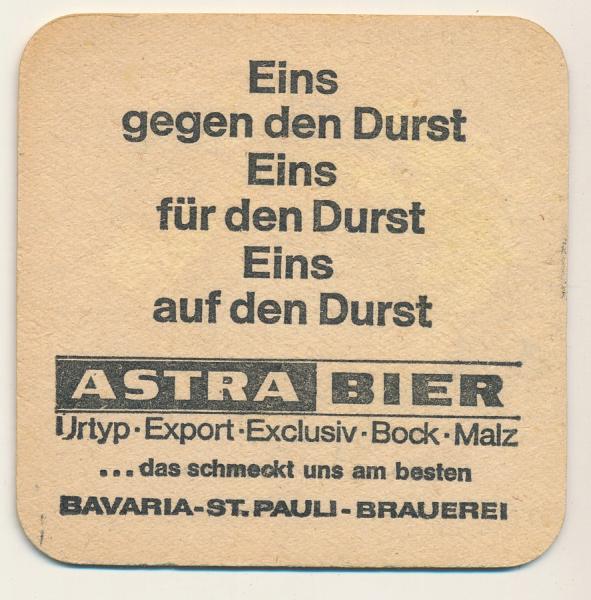 Eins
gegen den Durst
Eins
für den Durst
Eins
auf den Durst
ASTRA BIER
Urtyp · Export · Exclusiv · Bock · Malz
...das schmeckt uns am besten
BAVARIA-ST. PAULI-BRAUEREI